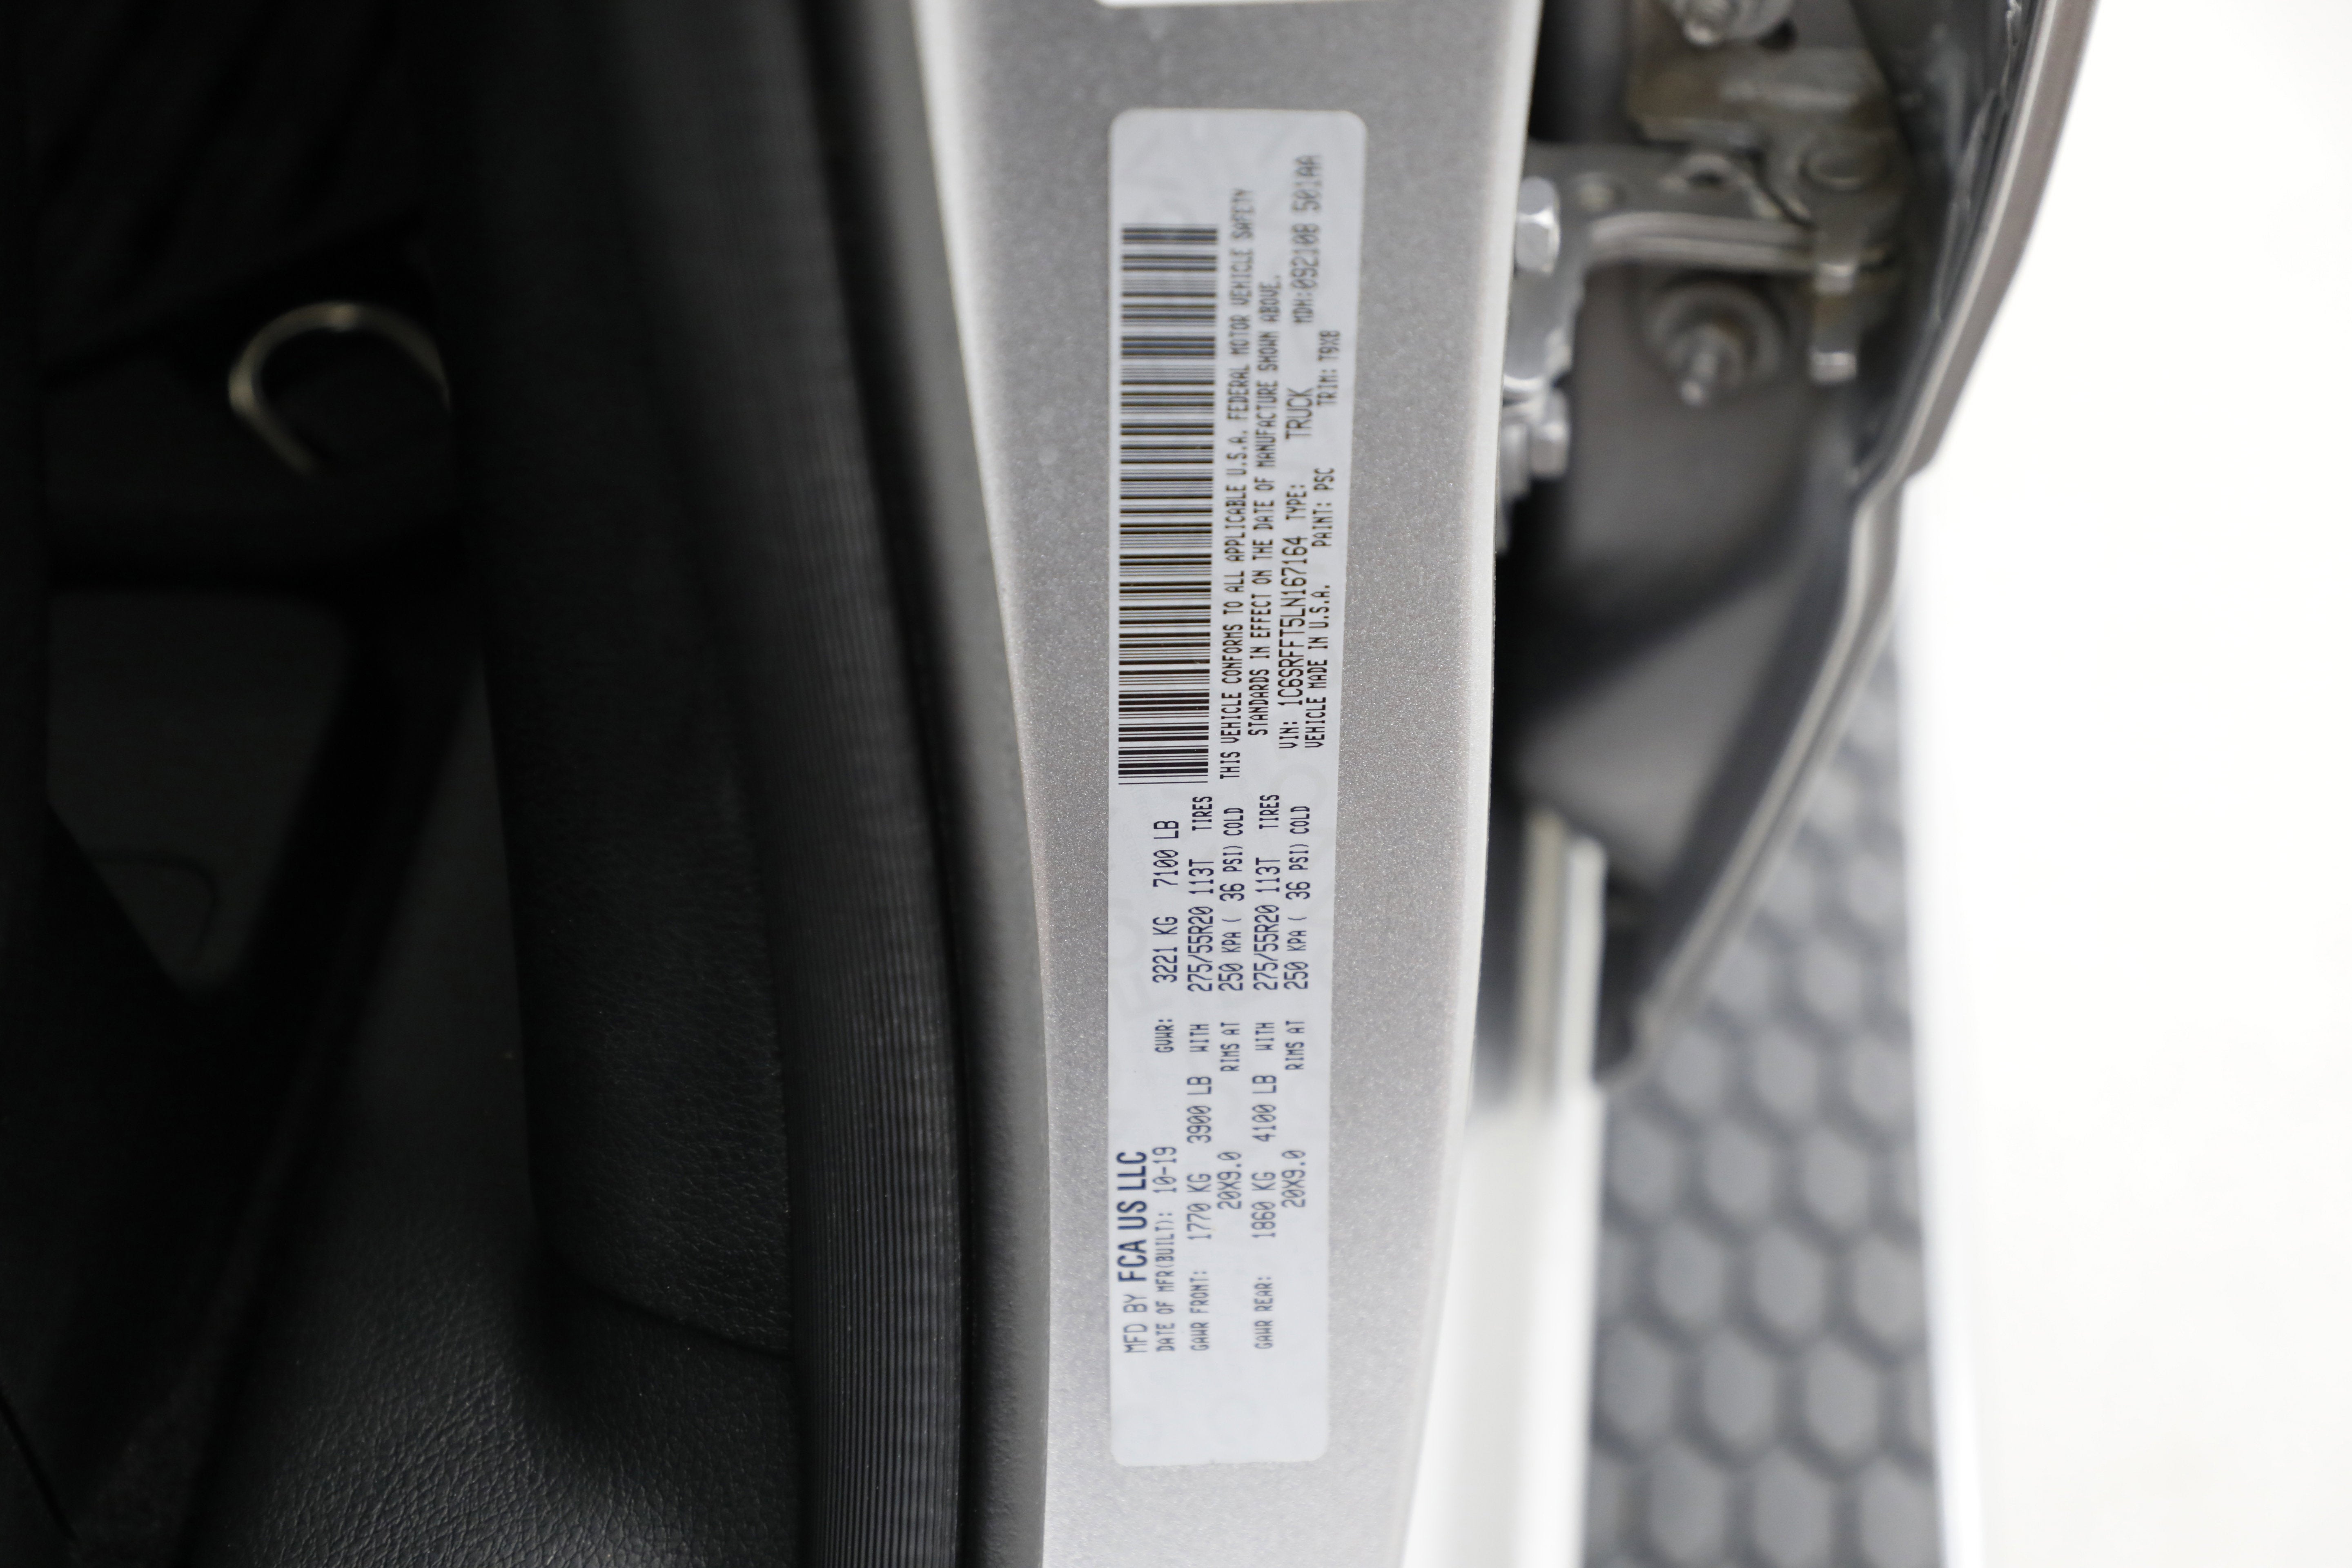 MFD BY FCA US LLC
DATE OF MFR(BUILT): 10-19 GVWR: 3221 KG 7100 LB
GAWR FRONT: 1770 KG 3900 LB WITH 275/55R20 113T TIRES
20X9.0 RIMS AT 250 KPA ( 36 PSI) COLD
GAWR REAR: 1860 KG 4100 LB WITH 275/55R20 113T TIRES
20X9.0 RIMS AT 250 KPA ( 36 PSI) COLD
THIS VEHICLE CONFORMS TO ALL APPLICABLE U.S.A. FEDERAL MOTOR VEHICLE SAFETY
STANDARDS IN EFFECT ON THE DATE OF MANUFACTURE SHOWN ABOVE.
VIN: 1C6SRFFT5LN167164 TYPE: TRUCK MDH:092108 501AA
VEHICLE MADE IN U.S.A. PAINT: PSC TRIM: T9X8